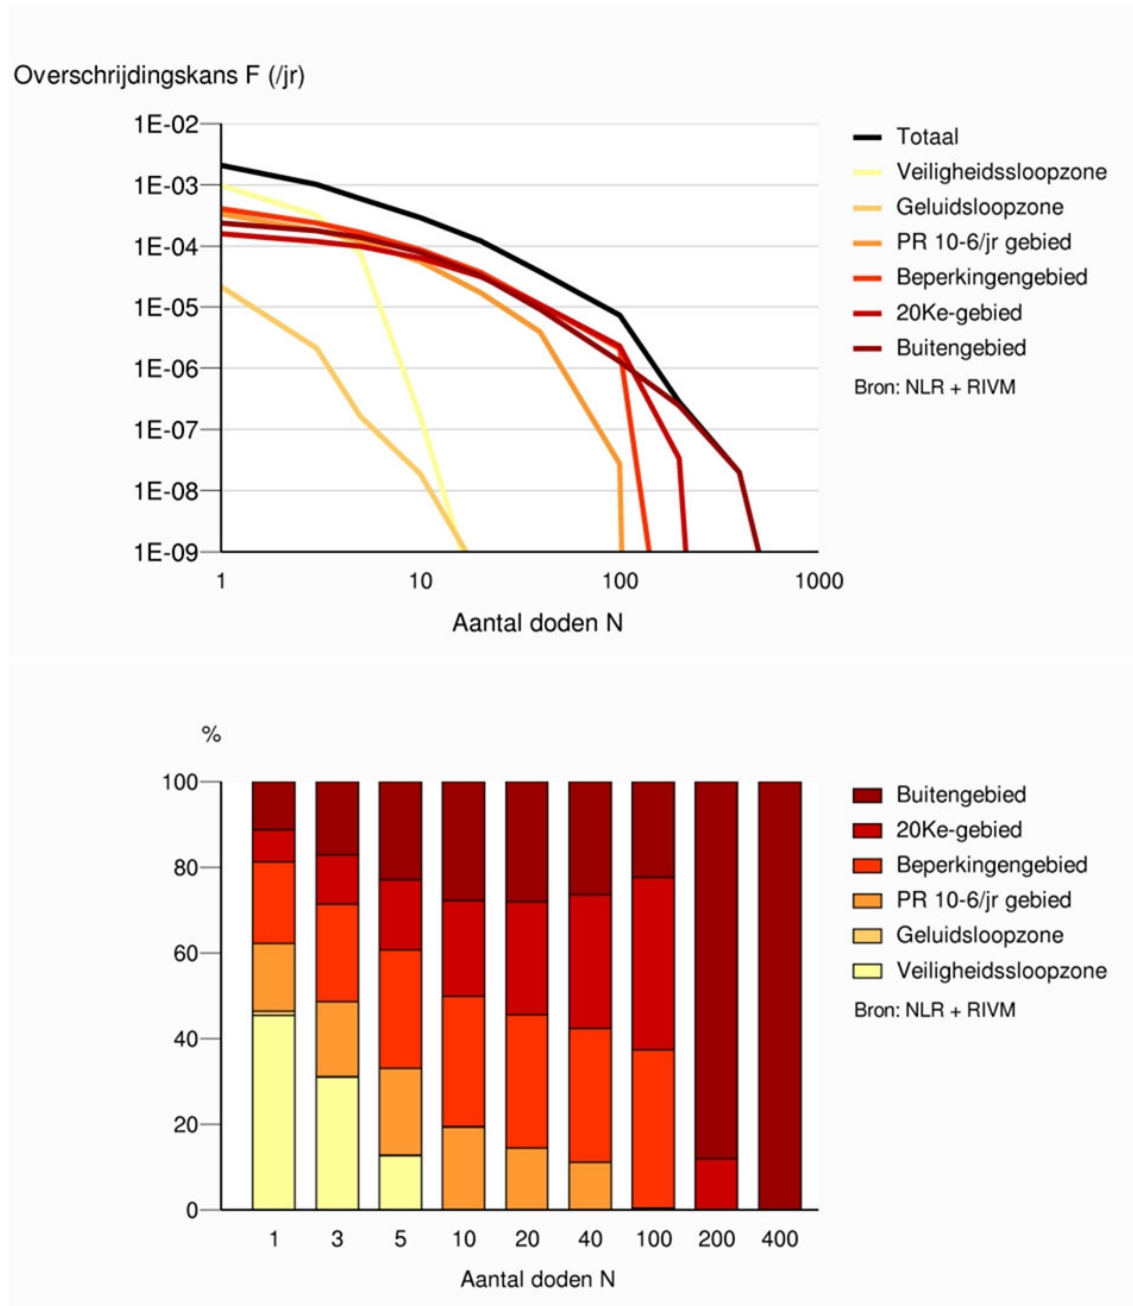 Overschrijdingskans F (/jr)
1E-02
1E-03
1E-04
1E-05
1E-06
1E-07
1E-08
1E-09
1 10 100 1000
Aantal doden N
Totaal
Veiligheidssloopzone
Geluidsloopzone
PR 10-6/jr gebied
Beperkingengebied
20Ke-gebied
Buitengebied
Bron: NLR + RIVM
%
100
80
60
40
20
0
1 3 5 10 20 40 100 200 400
Aantal doden N
Buitengebied
20Ke-gebied
Beperkingengebied
PR 10-6/jr gebied
Geluidsloopzone
Veiligheidssloopzone
Bron: NLR + RIVM